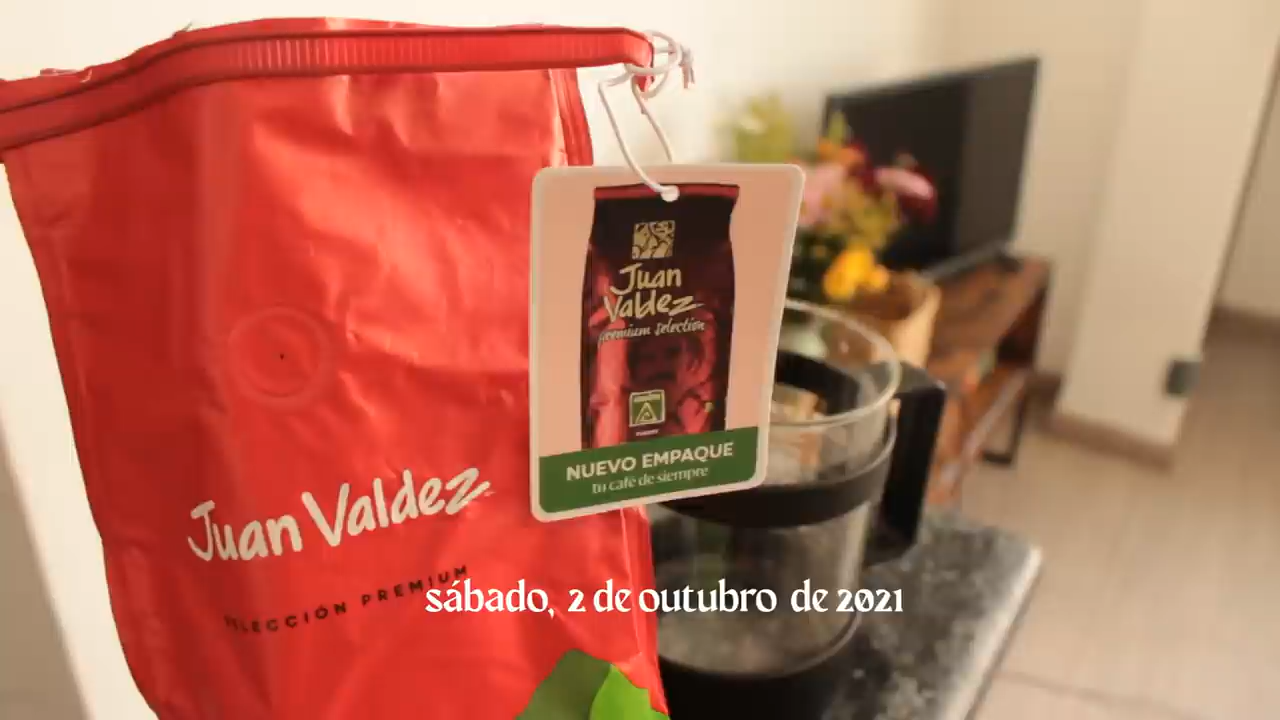 Juan
Valdez
premium selection
NUEVO EMPAQUE
tu café de siempre
Juan Valdez
SELECCIÓN PREMIUM
sábado, 2 de outubro de 2021